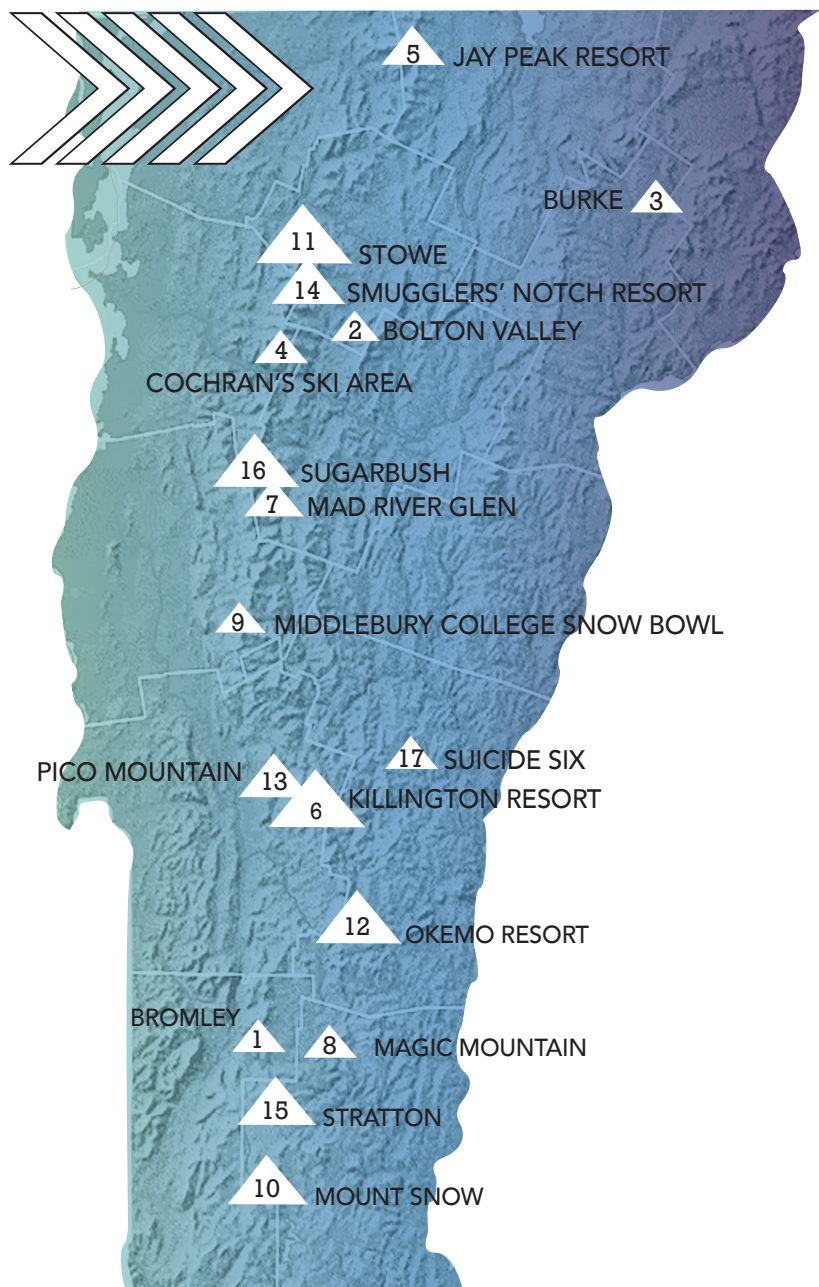 5 JAY PEAK RESORT
BURKE 3
11 STOWE
14 SMUGGLERS' NOTCH RESORT
2 BOLTON VALLEY
4
COCHRAN'S SKI AREA
16 SUGARBUSH
7 MAD RIVER GLEN
9 MIDDLEBURY COLLEGE SNOW BOWL
17 SUICIDE SIX
PICO MOUNTAIN 13
6 KILLINGTON RESORT
12 OKEMO RESORT
BROMLEY
1
8 MAGIC MOUNTAIN
15 STRATTON
10 MOUNT SNOW